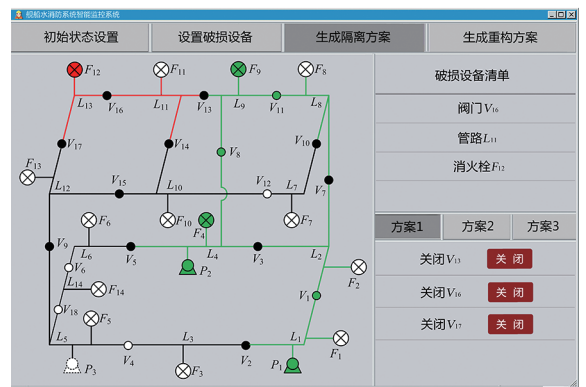 舰船水消防系统智能监控系统
初始状态设置 设置破损设备 生成隔离方案 生成重构方案
F12 F11 F9 F8
L13 V16 L11 V13 L9 V11 L8
V17 V14 V8 V10
F13
L12 V15 L10 V12 L7 V7
F6 F10 F4 F7
V9 L6 V5 L4 V3 L2
V6 P2
L14 F14 F2
V18 V1
F5
L5 L3 L1
P3 V4 F3 V2 P1 F1
破损设备清单
阀门V16
管路L11
消火栓F12
方案1 方案2 方案3
关闭V13 关 闭
关闭V16 关 闭
关闭V17 关 闭